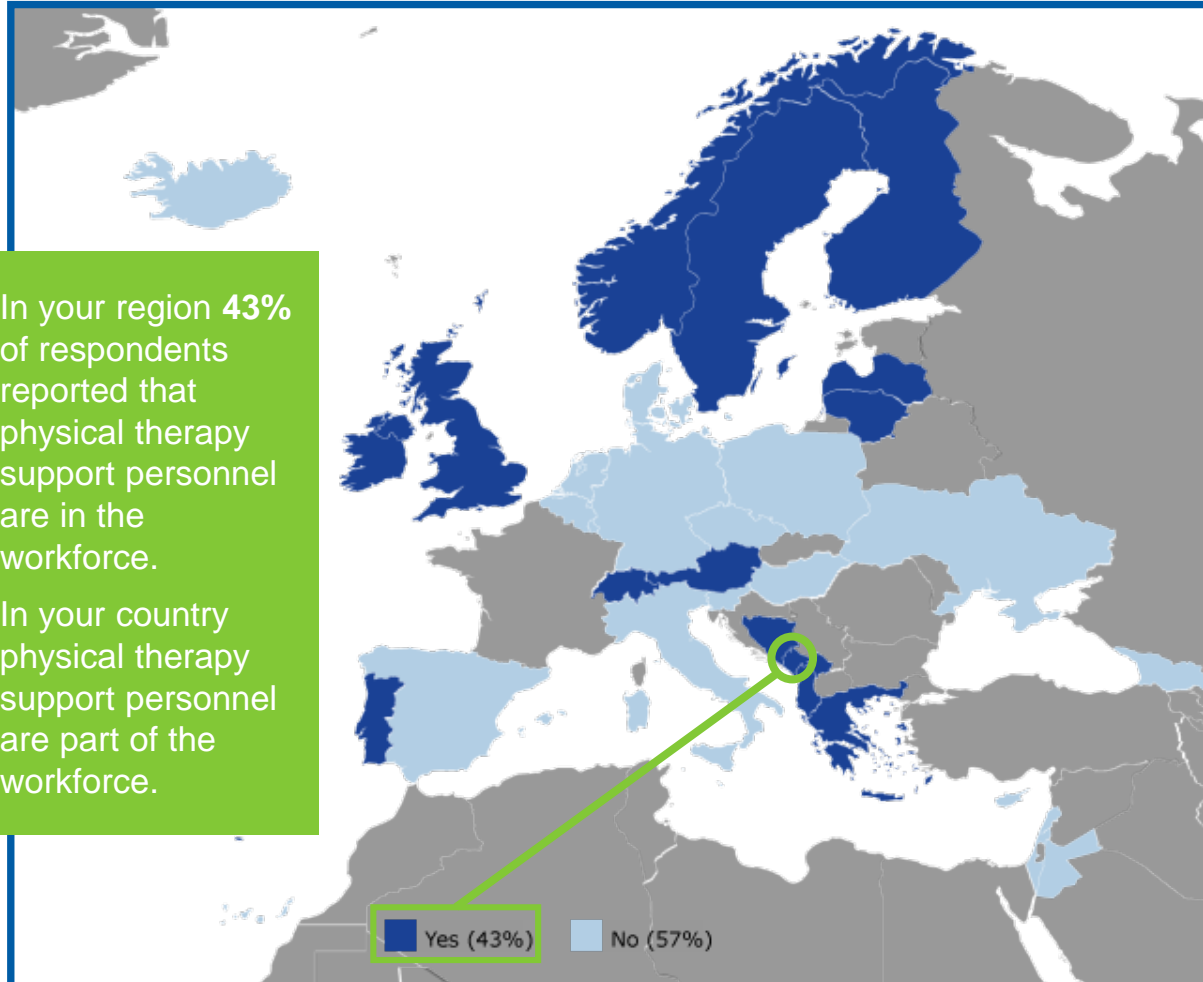 In your region 43%
of respondents
reported that
physical therapy
support personnel
are in the
workforce.
In your country
physical therapy
support personnel
are part of the
workforce.
Yes (43%)
No (57%)